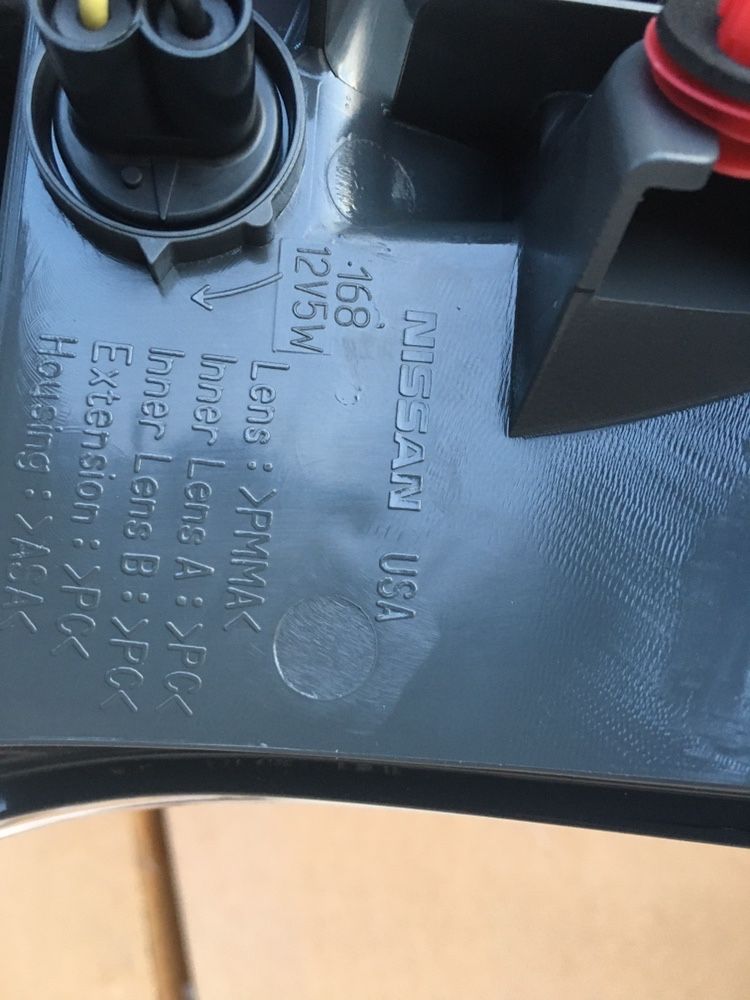 168
12V5W
NISSAN USA
Lens : >PMMA<
Inner Lens A : >PC<
Inner Lens B : >PC<
Extension : >PC<
Housing : >ASA<